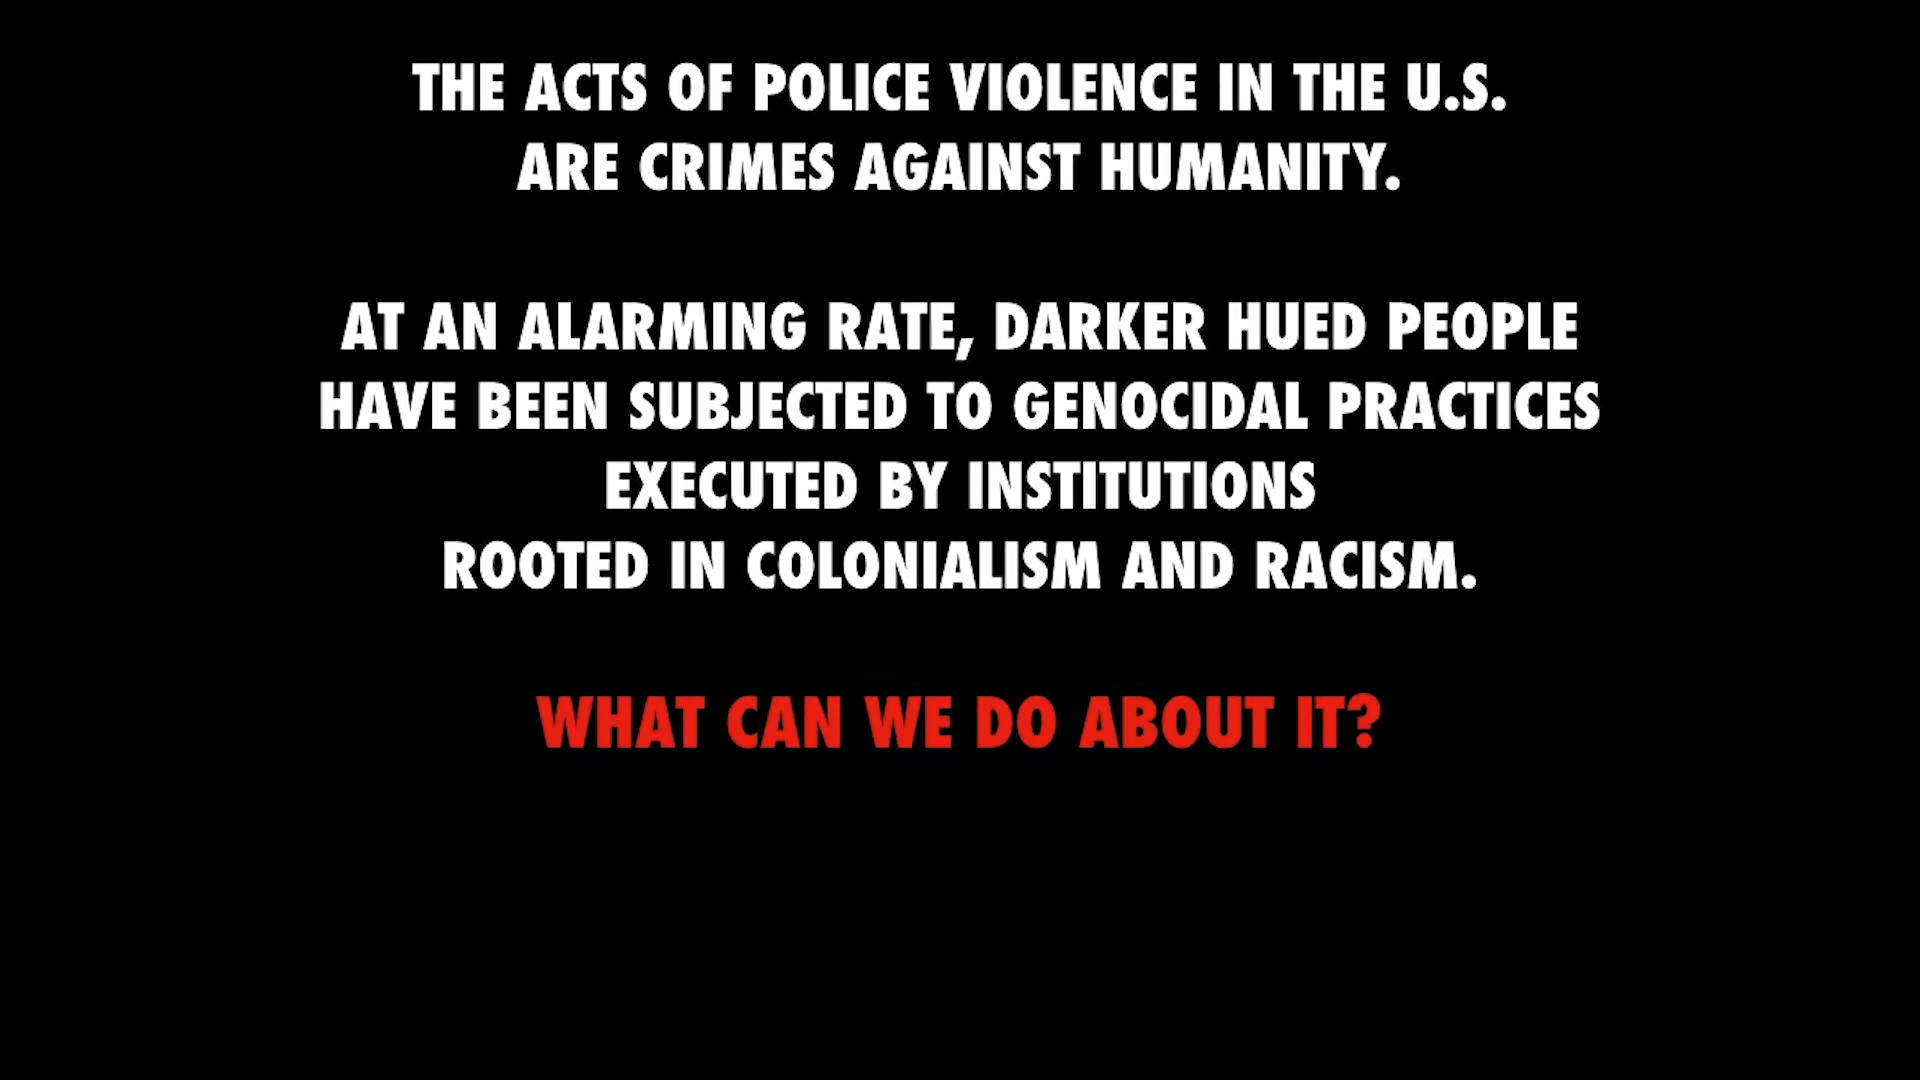 THE ACTS OF POLICE VIOLENCE IN THE U.S.
ARE CRIMES AGAINST HUMANITY.
AT AN ALARMING RATE, DARKER HUED PEOPLE
HAVE BEEN SUBJECTED TO GENOCIDAL PRACTICES
EXECUTED BY INSTITUTIONS
ROOTED IN COLONIALISM AND RACISM.
WHAT CAN WE DO ABOUT IT?